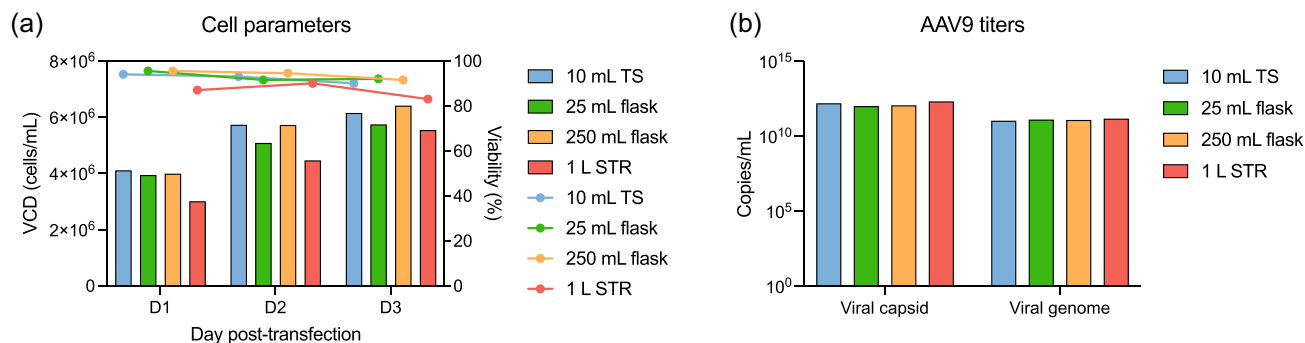 (a)
Cell parameters
VCD (cells/mL)
8×10⁶
6×10⁶
4×10⁶
2×10⁶
0
100
80
60
40
20
0
Viability (%)
D1
D2
D3
Day post-transfection
10 mL TS
25 mL flask
250 mL flask
1 L STR
10 mL TS
25 mL flask
250 mL flask
1 L STR
(b)
AAV9 titers
Copies/mL
10¹⁵
10¹⁰
10⁵
10⁰
Viral capsid
Viral genome
10 mL TS
25 mL flask
250 mL flask
1 L STR